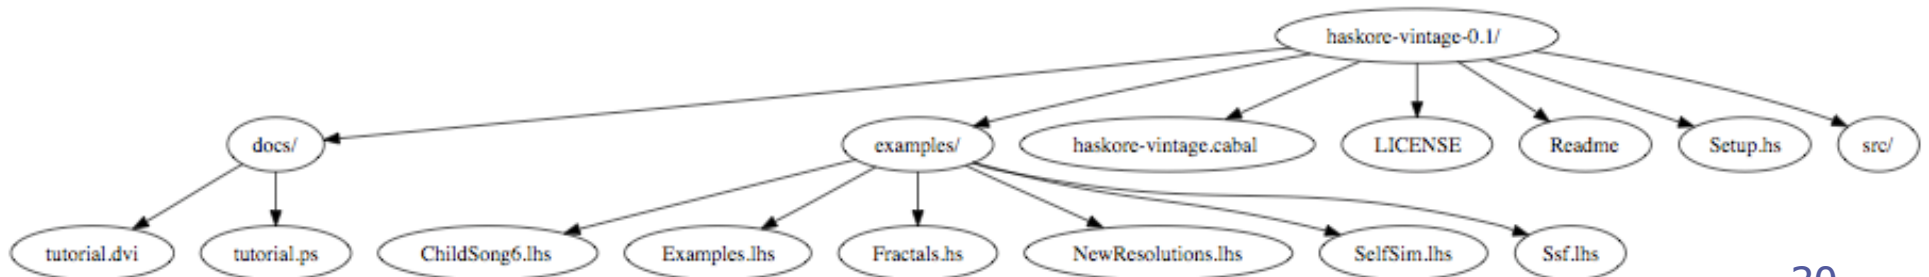 haskore-vintage-0.1/
docs/ examples/ haskore-vintage.cabal LICENSE Readme Setup.hs src/
tutorial.dvi tutorial.ps ChildSong6.lhs Examples.lhs Fractals.hs NewResolutions.lhs SelfSim.lhs Ssf.lhs